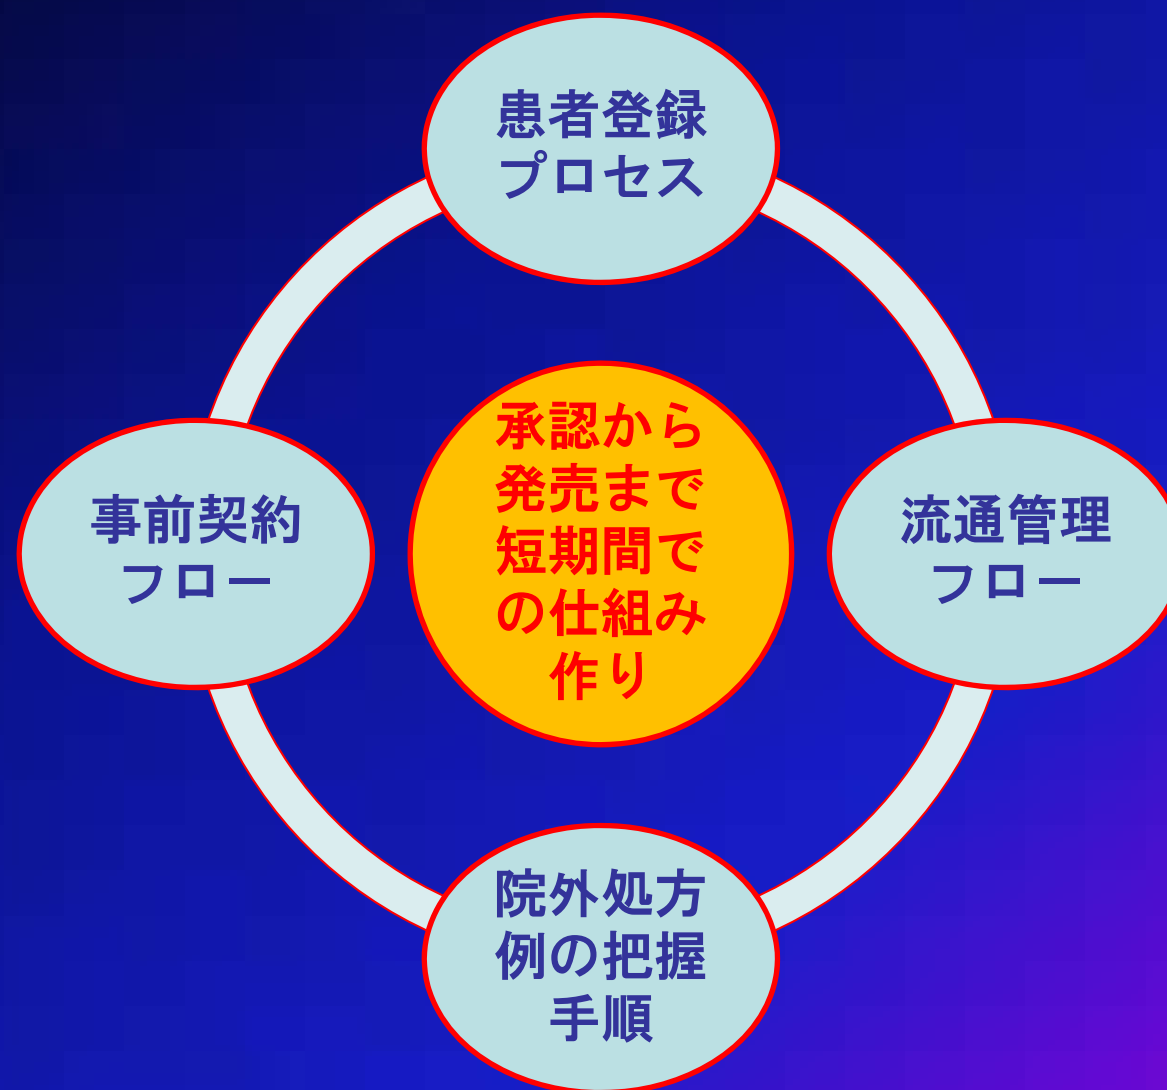 患者登録
プロセス
事前契約
フロー
承認から
発売まで
短期間で
の仕組み
作り
流通管理
フロー
院外処方
例の把握
手順